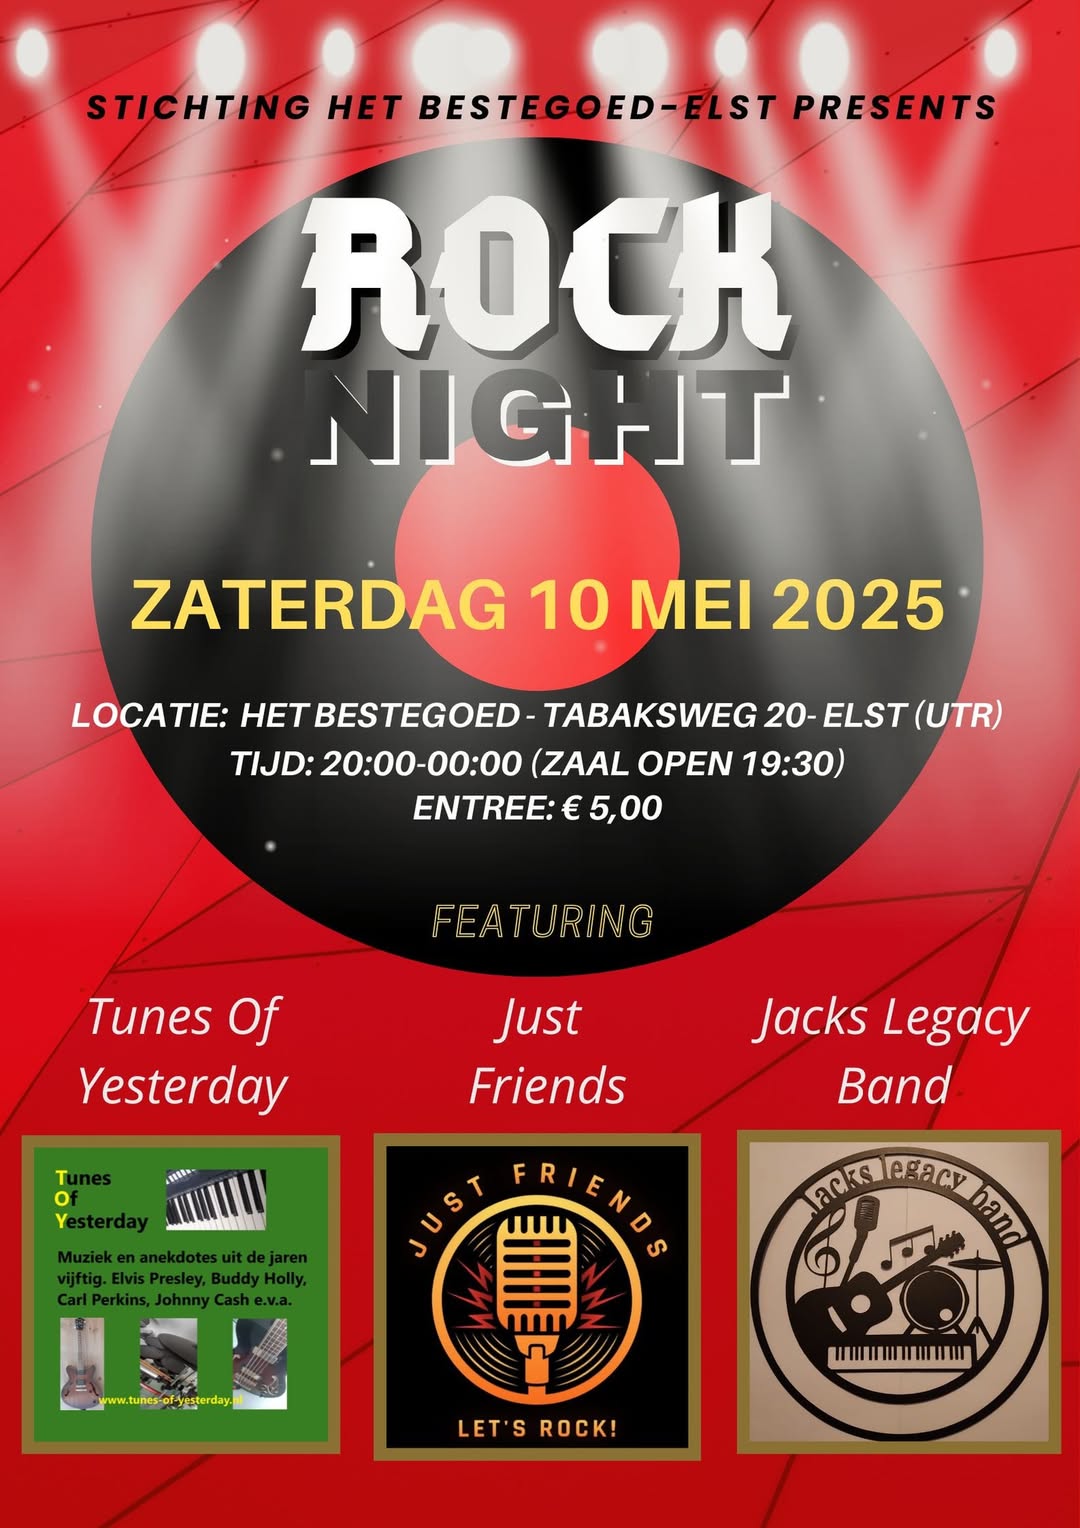 STICHTING HET BESTEGOED-ELST PRESENTS
ROCK
NIGHT
ZATERDAG 10 MEI 2025
LOCATIE: HET BESTEGOED - TABAKSWEG 20- ELST (UTR)
TIJD: 20:00-00:00 (ZAAL OPEN 19:30)
ENTREE: € 5,00
FEATURING
Tunes Of
Yesterday
Just
Friends
Jacks Legacy
Band
Tunes
Of
Yesterday
Muziek en anekdotes uit de jaren
vijftig. Elvis Presley, Buddy Holly,
Carl Perkins, Johnny Cash e.v.a.
www.tunes-of-yesterday.nl
JUST FRIENDS
LET'S ROCK!
Jacks legacy band